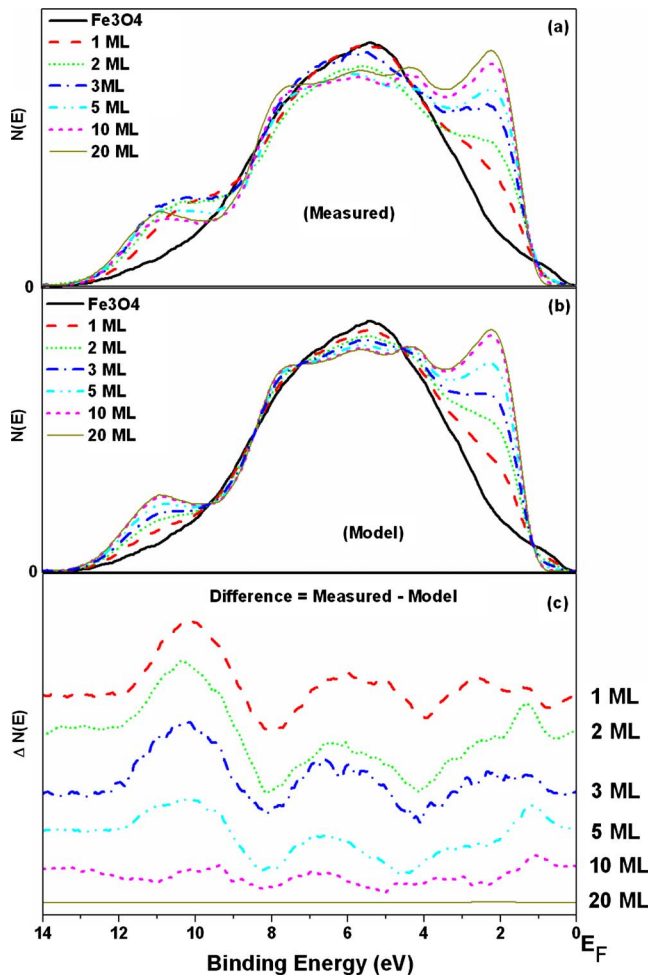 (a)
Fe3O4
1 ML
2 ML
3ML
5 ML
10 ML
20 ML
N(E)
(Measured)
0
(b)
Fe3O4
1 ML
2 ML
3 ML
5 ML
10 ML
20 ML
N(E)
(Model)
0
Difference = Measured - Model
(c)
Δ N(E)
1 ML
2 ML
3 ML
5 ML
10 ML
20 ML
14 12 10 8 6 4 2 0
E_F
Binding Energy (eV)